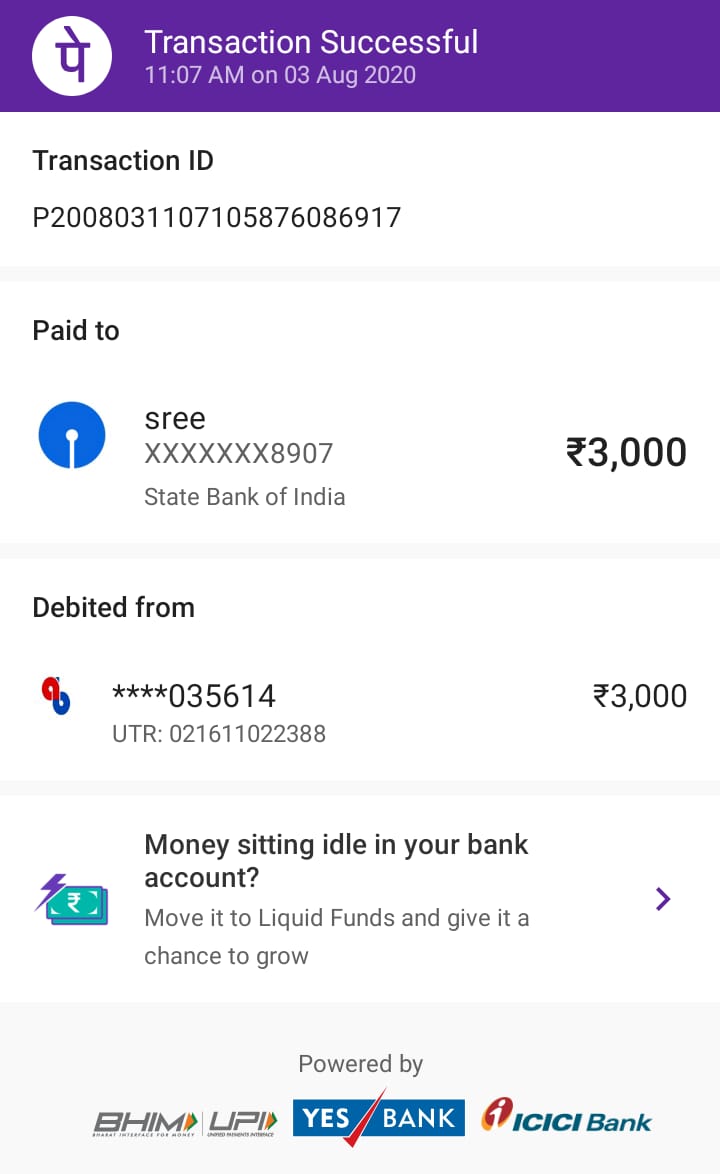 पे
Transaction Successful
11:07 AM on 03 Aug 2020
Transaction ID
P2008031107105876086917
Paid to
sree
XXXXXXX8907
₹3,000
State Bank of India
Debited from
****035614
₹3,000
UTR: 021611022388
Money sitting idle in your bank
account?
₹
Move it to Liquid Funds and give it a
chance to grow
Powered by
BHIM UPI YES BANK ICICI Bank
BHARAT INTERFACE FOR MONEY UNIFIED PAYMENTS INTERFACE